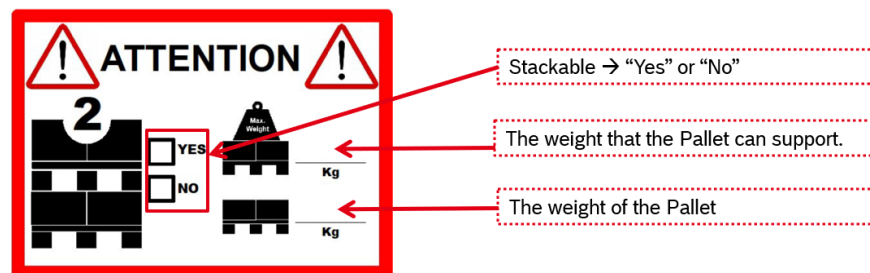 ATTENTION
2
YES
NO
Max.
Weight
Kg
Kg
Stackable → “Yes” or “No”
The weight that the Pallet can support.
The weight of the Pallet